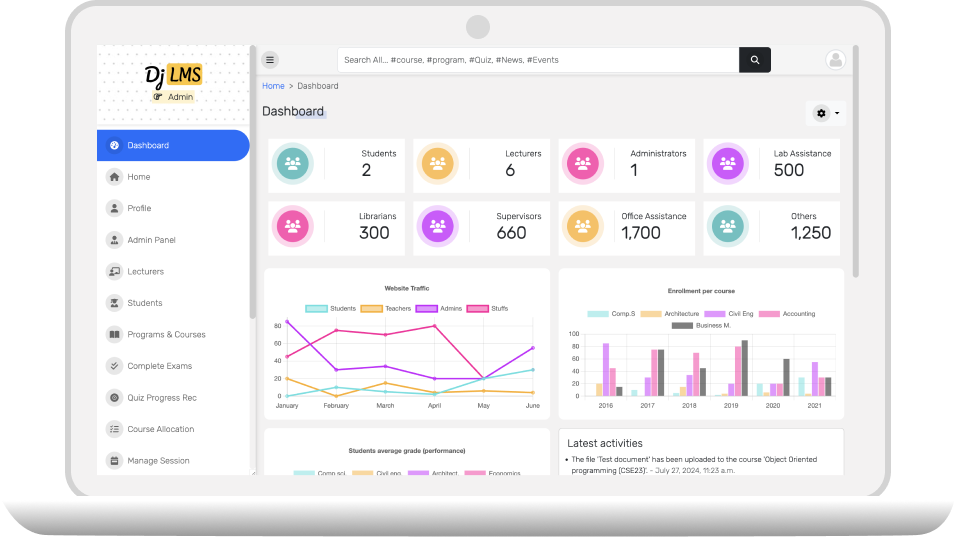 Dj LMS
Admin
Dashboard
Home
Profile
Admin Panel
Lecturers
Students
Programs & Courses
Complete Exams
Quiz Progress Rec
Course Allocation
Manage Session
Search All... #course, #program, #Quiz, #News, #Events
Home > Dashboard
Dashboard
Students
2
Lecturers
6
Administrators
1
Lab Assistance
500
Librarians
300
Supervisors
660
Office Assistance
1,700
Others
1,250
Website Traffic
Students Teachers Admins Stuffs
80
60
40
20
0
January February March April May June
Enrollment per course
Comp.S Architecture Civil Eng Accounting
Business M.
100
80
60
40
20
0
2016 2017 2018 2019 2020 2021
Students average grade (performance)
Comp sci. Civil eng. Architect. Economics.
Latest activities
• The file 'Test document' has been uploaded to the course 'Object Oriented
programming (CSE23)'. - July 27, 2024, 11:23 a.m.